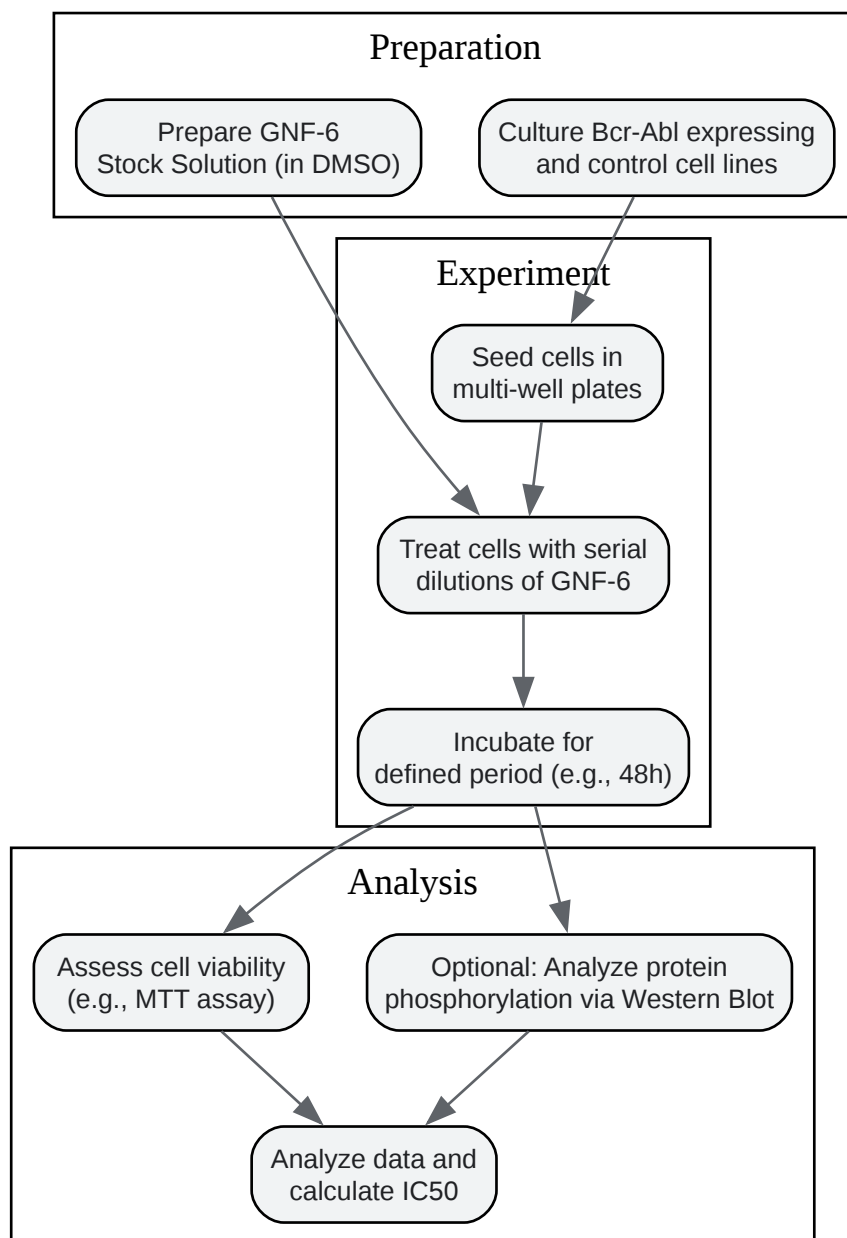 Preparation
Prepare GNF-6
Stock Solution (in DMSO)
Culture Bcr-Abl expressing
and control cell lines
Experiment
Seed cells in
multi-well plates
Treat cells with serial
dilutions of GNF-6
Incubate for
defined period (e.g., 48h)
Analysis
Assess cell viability
(e.g., MTT assay)
Optional: Analyze protein
phosphorylation via Western Blot
Analyze data and
calculate IC50